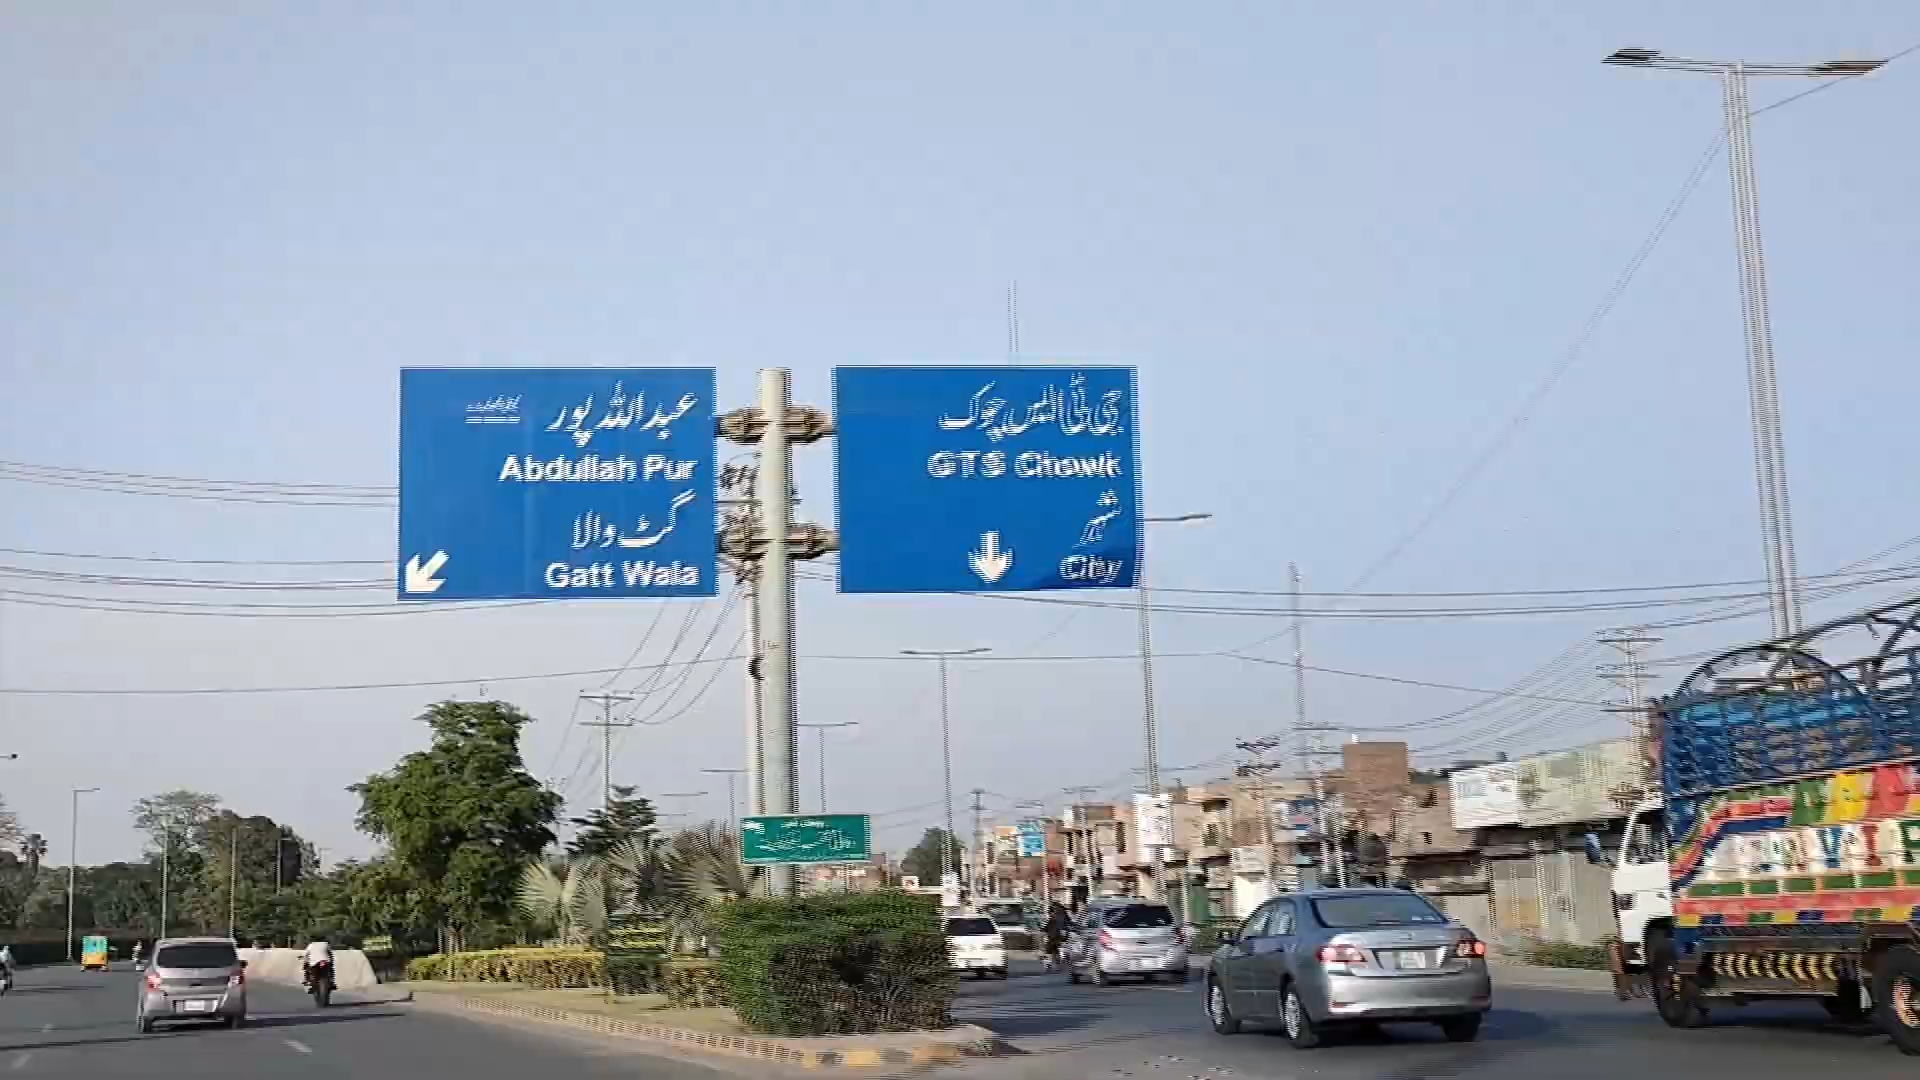 عبداللہ پور
Abdullah Pur
گٹ والا
Gatt Wala
جی ٹی ایس چوک
GTS Chowk
شہر
City